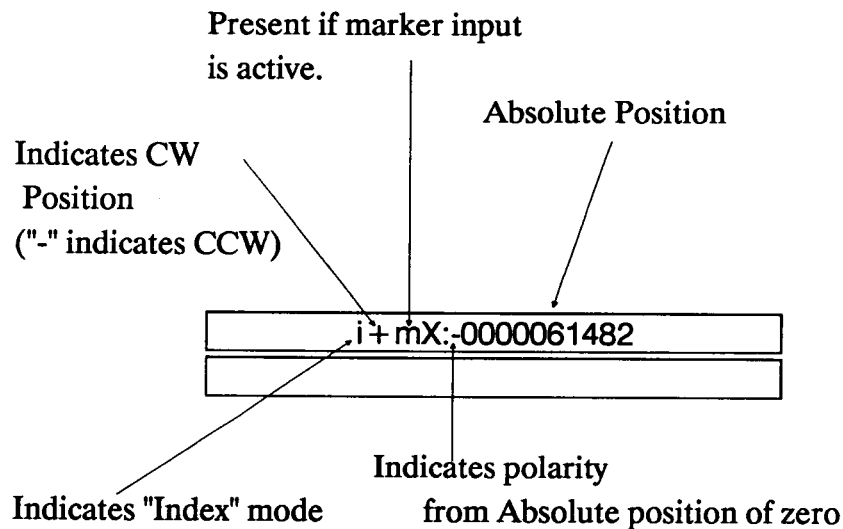 Present if marker input
is active.
Absolute Position
Indicates CW
Position
("-" indicates CCW)
i + mX:-0000061482
Indicates polarity
from Absolute position of zero
Indicates "Index" mode